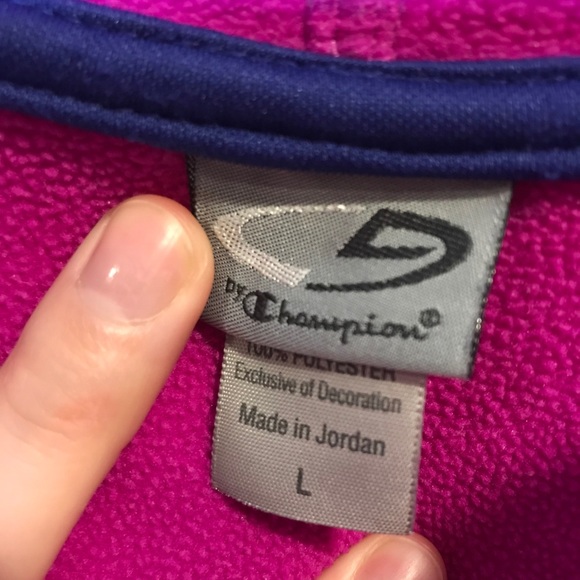 by Champion®
100% POLYESTER
Exclusive of Decoration
Made in Jordan
L